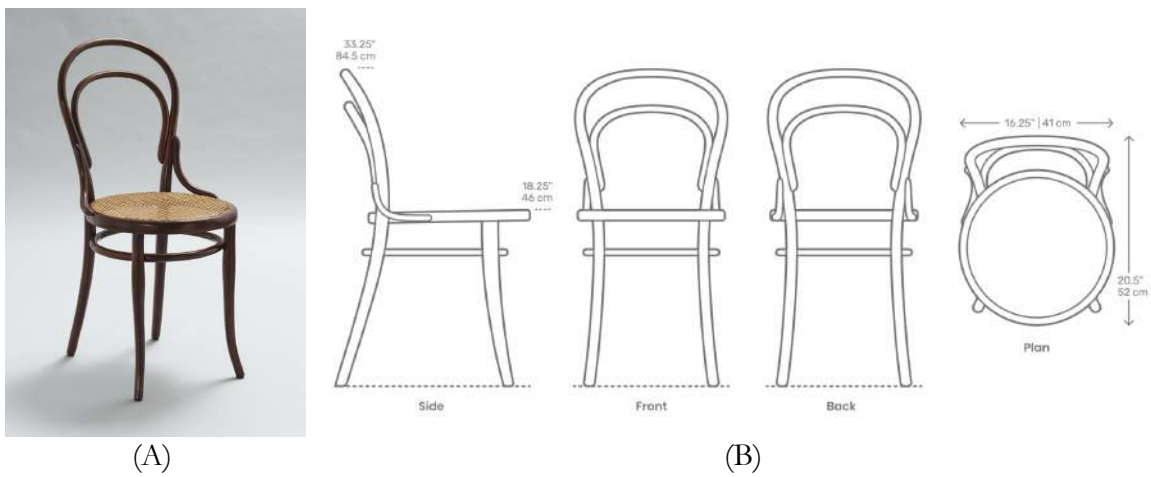 33.25"
84.5 cm
18.25"
46 cm
16.25" | 41 cm
20.5"
52 cm
Side
Front
Back
Plan
(A)
(B)